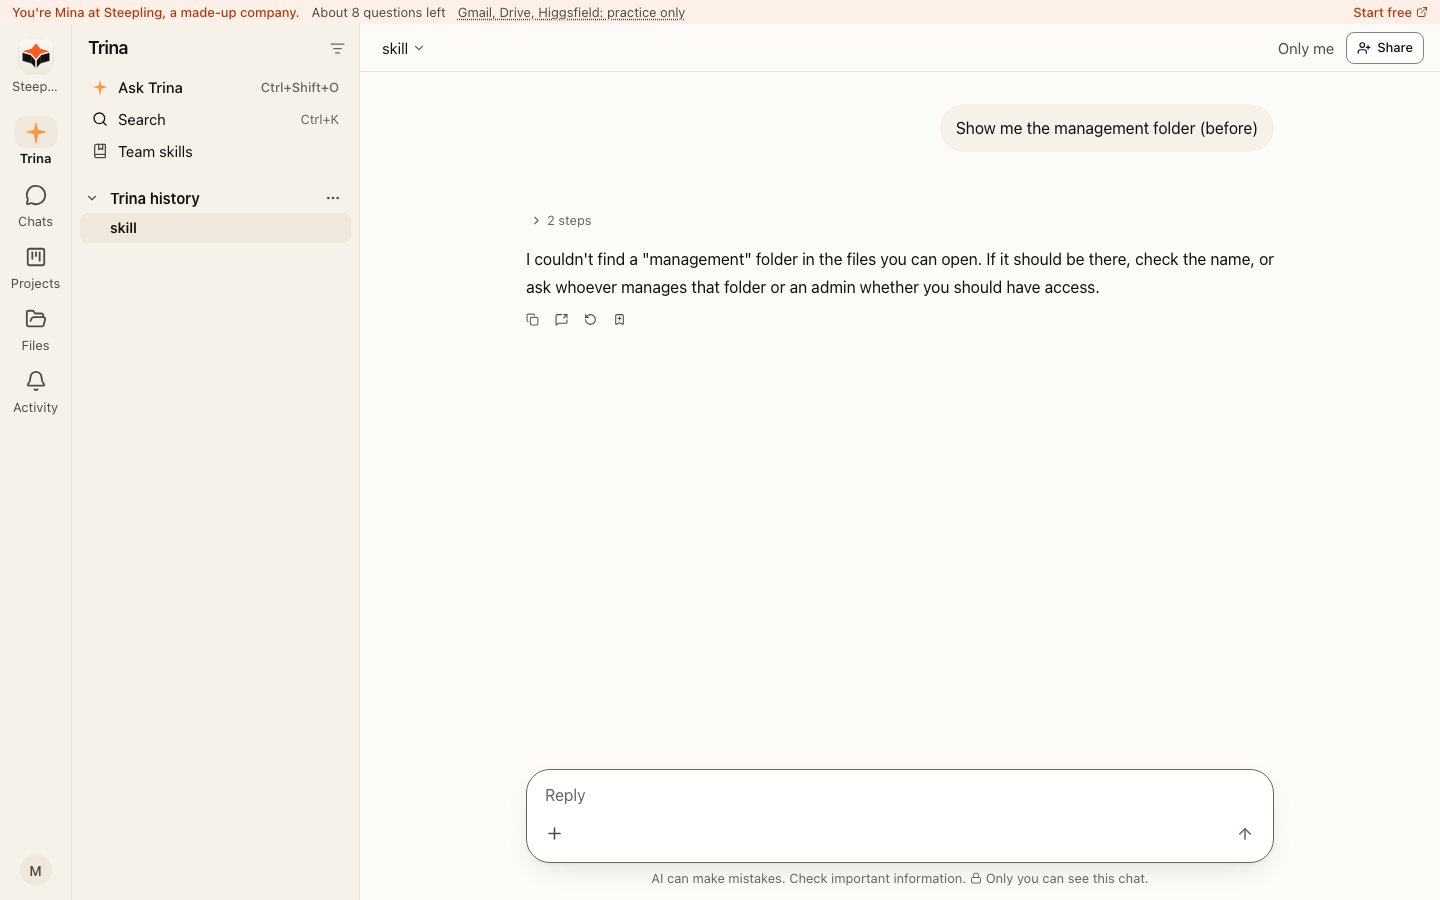 You're Mina at Steepling, a made-up company. About 8 questions left Gmail, Drive, Higgsfield: practice only Start free
Steep...
Trina
Chats
Projects
Files
Activity
M
Trina
Ask Trina Ctrl+Shift+O
Search Ctrl+K
Team skills
Trina history
skill
skill Only me Share
Show me the management folder (before)
2 steps
I couldn't find a "management" folder in the files you can open. If it should be there, check the name, or
ask whoever manages that folder or an admin whether you should have access.
Reply
AI can make mistakes. Check important information. Only you can see this chat.